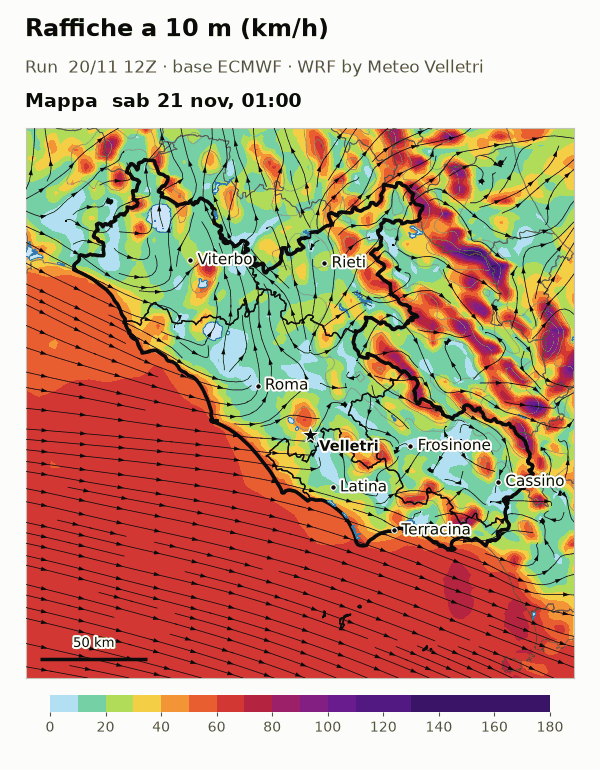 Raffiche a 10 m (km/h)
Run  20/11 12Z · base ECMWF · WRF by Meteo Velletri
Mappa  sab 21 nov, 01:00
Viterbo
Rieti
Roma
Velletri
Frosinone
Latina
Cassino
Terracina
50 km
0 20 40 60 80 100 120 140 160 180